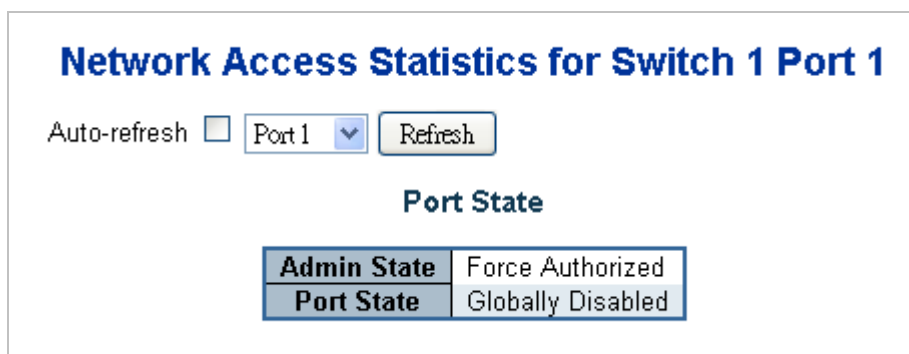 Network Access Statistics for Switch 1 Port 1
Auto-refresh Port 1 Refresh
Port State
Admin State Force Authorized
Port State Globally Disabled